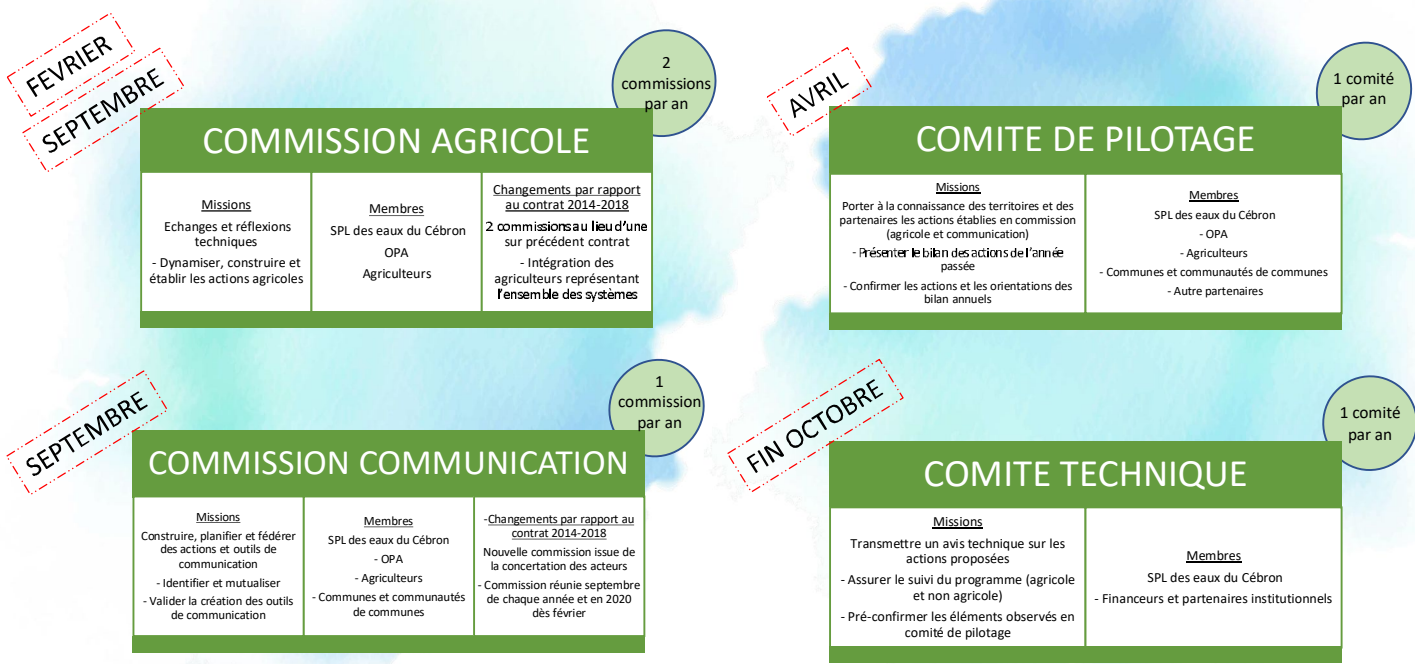 FEVRIER
SEPTEMBRE
2
commissions
par an
COMMISSION AGRICOLE
Missions
Echanges et réflexions
techniques
- Dynamiser, construire et
établir les actions agricoles
Membres
SPL des eaux du Cébron
OPA
Agriculteurs
Changements par rapport
au contrat 2014-2018
2 commissions au lieu d'une
sur précédent contrat
- Intégration des
agriculteurs représentant
l'ensemble des systèmes
AVRIL
1 comité
par an
COMITE DE PILOTAGE
Missions
Porter à la connaissance des territoires et des
partenaires les actions établies en commission
(agricole et communication)
- Présenter le bilan des actions de l'année
passée
- Confirmer les actions et les orientations des
bilan annuels
Membres
SPL des eaux du Cébron
- OPA
- Agriculteurs
- Communes et communautés de communes
- Autre partenaires
SEPTEMBRE
1
commission
par an
COMMISSION COMMUNICATION
Missions
Construire, planifier et fédérer
des actions et outils de
communication
- Identifier et mutualiser
- Valider la création des outils
de communication
Membres
SPL des eaux du Cébron
- OPA
- Agriculteurs
- Communes et communautés
de communes
-Changements par rapport au
contrat 2014-2018
Nouvelle commission issue de
la concertation des acteurs
- Commission réunie septembre
de chaque année et en 2020
dès février
FIN OCTOBRE
1 comité
par an
COMITE TECHNIQUE
Missions
Transmettre un avis technique sur les
actions proposées
- Assurer le suivi du programme (agricole
et non agricole)
- Pré-confirmer les éléments observés en
comité de pilotage
Membres
SPL des eaux du Cébron
- Financeurs et partenaires institutionnels